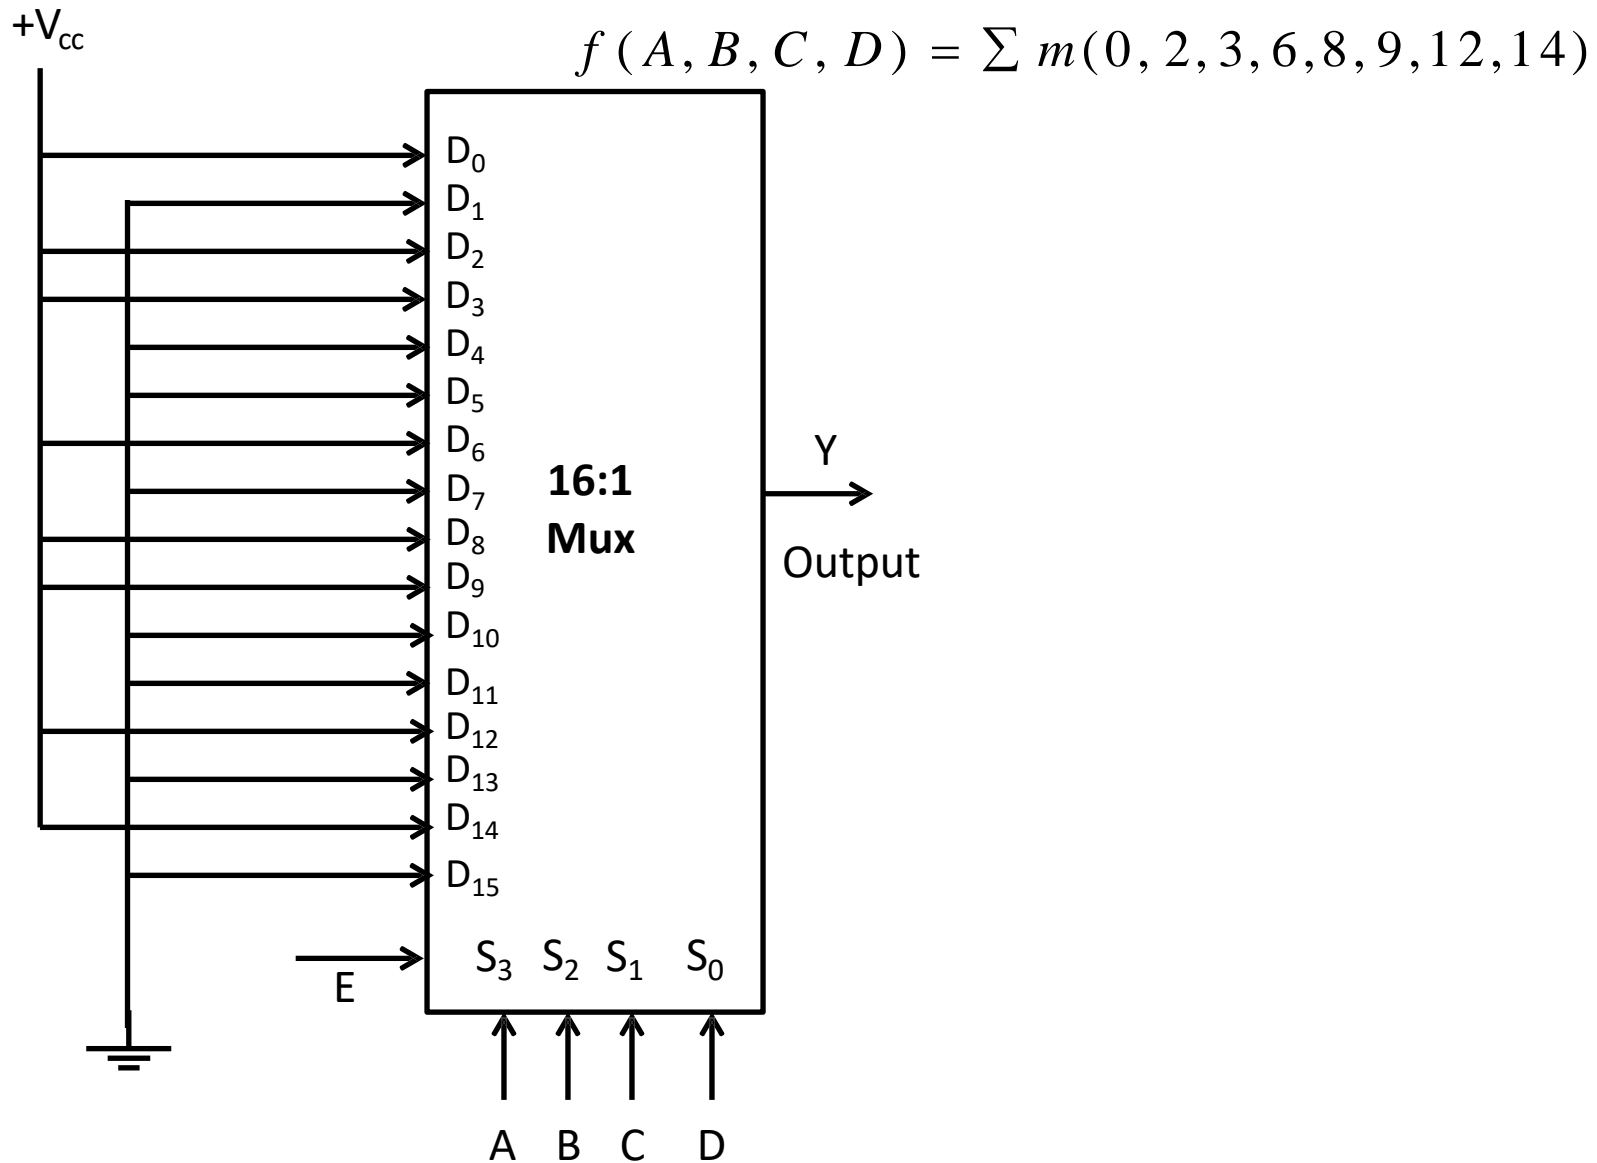 +Vcc
f(A,B,C,D) = ∑ m(0,2,3,6,8,9,12,14)
D0
D1
D2
D3
D4
D5
D6
D7
D8
D9
D10
D11
D12
D13
D14
D15
16:1
Mux
Y
Output
E
S3 S2 S1 S0
A B C D